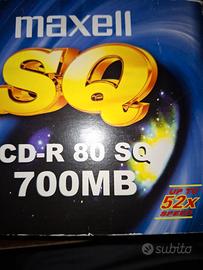 maxell
SQ
CD-R 80 SQ
700MB
UP TO
52x
SPEED
subito